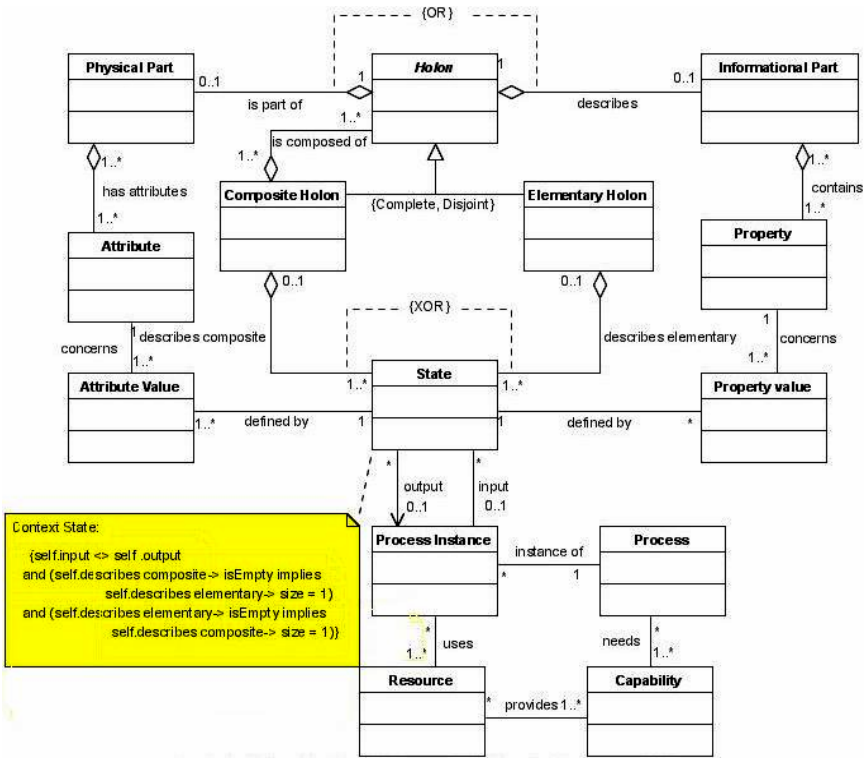 {OR}
Physical Part
Holon
Informational Part
0..1
1
1
0..1
is part of
describes
1..*
is composed of
1..*
1..*
1..*
has attributes
Composite Holon
Elementary Holon
contains
{Complete, Disjoint}
1..*
1..*
Attribute
Property
0..1
0..1
{XOR}
1
describes composite
describes elementary
1
concerns
concerns
1..*
1..*
State
Attribute Value
1..*
1..*
Property value
1..*
defined by
1
1
defined by
*
*
*
output
input
0..1
0..1
Context State:
{self.input <> self .output
and (self.describes composite-> isEmpty implies
self.describes elementary-> size = 1)
and (self.describes elementary-> isEmpty implies
self.describes composite-> size = 1)}
Process Instance
Process
instance of
*
1
*
uses
1..*
*
needs
1..*
Resource
Capability
*
provides
1..*